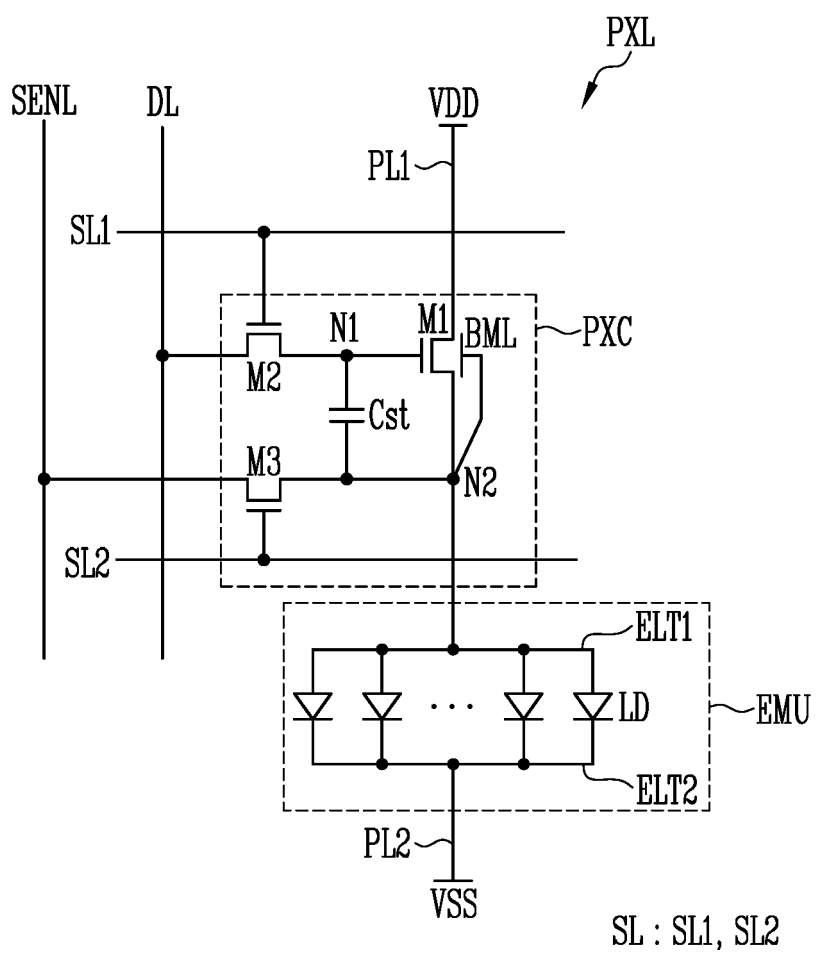 PXL
SENL
DL
VDD
PL1
SL1
N1
M1
BML
PXC
M2
Cst
M3
N2
SL2
ELT1
. . .
LD
EMU
ELT2
PL2
VSS
SL : SL1, SL2